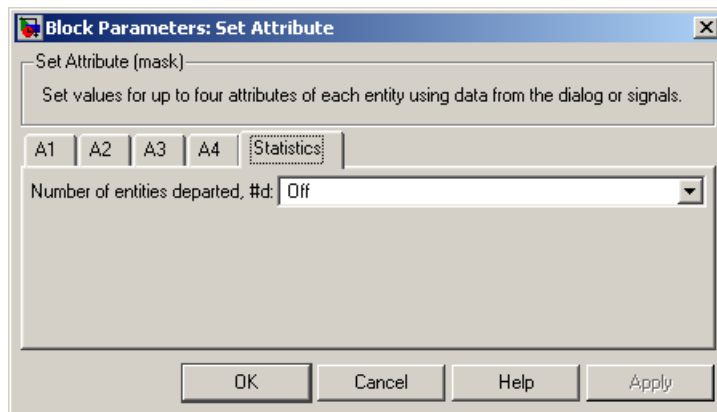 Block Parameters: Set Attribute
Set Attribute (mask)
Set values for up to four attributes of each entity using data from the dialog or signals.
A1 A2 A3 A4 Statistics
Number of entities departed, #d: Off
OK Cancel Help Apply